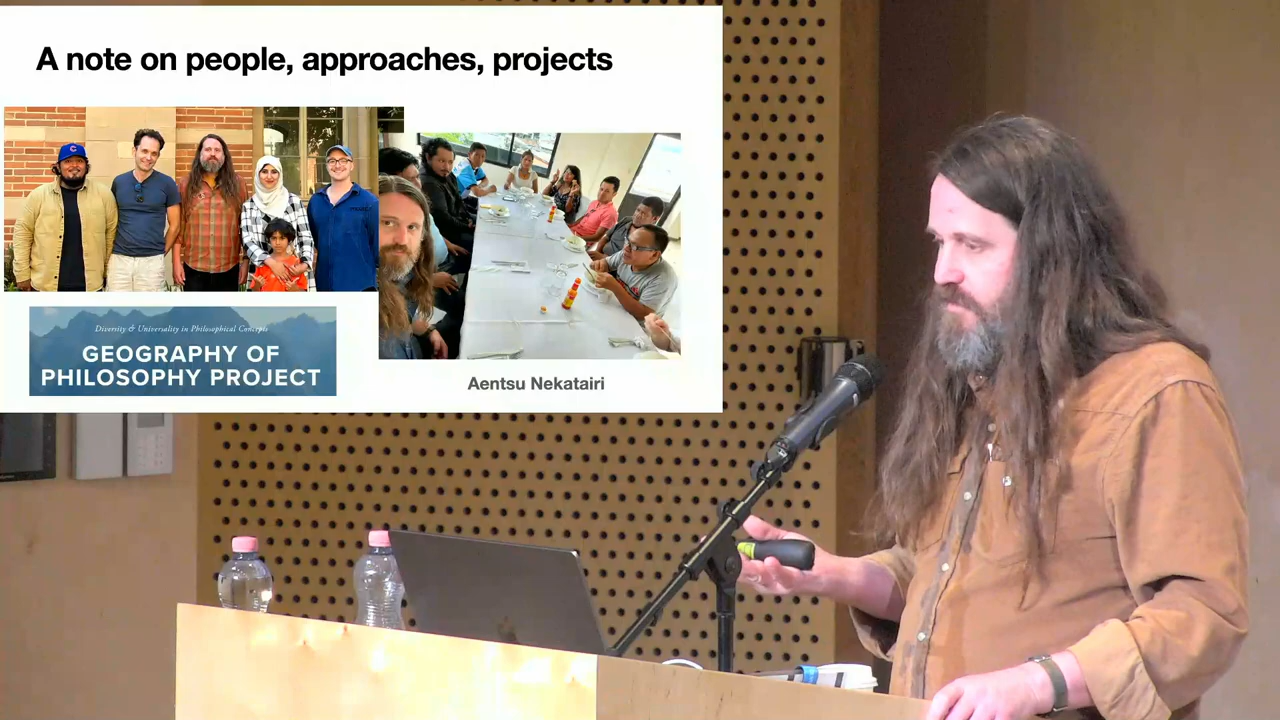 A note on people, approaches, projects
Diversity & Universality in Philosophical Concepts
GEOGRAPHY OF
PHILOSOPHY PROJECT
Aentsu Nekatairi